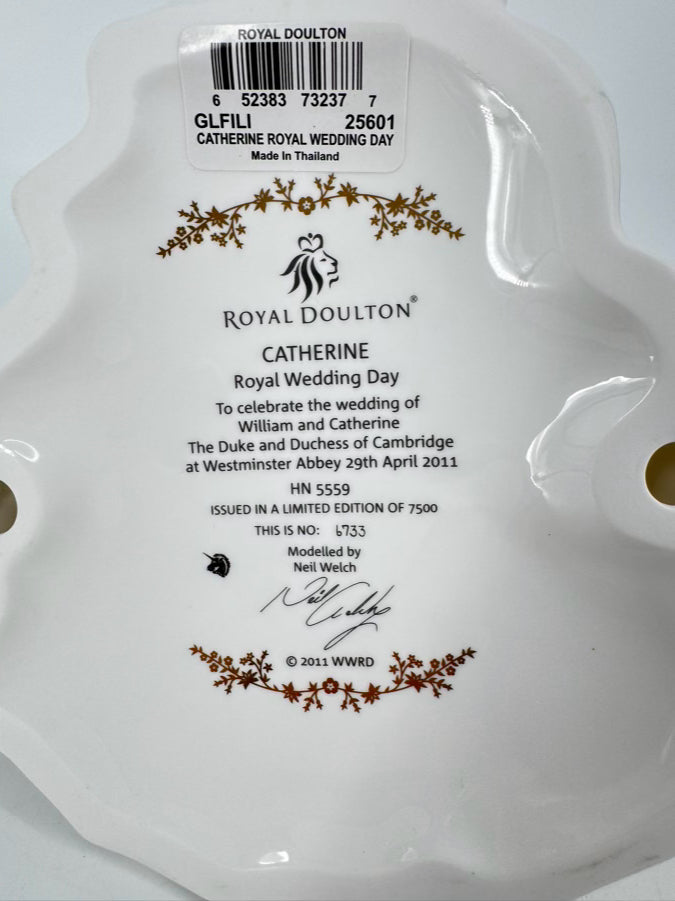 ROYAL DOULTON
6 52383 73237 7
GLFILI 25601
CATHERINE ROYAL WEDDING DAY
Made In Thailand
ROYAL DOULTON®
CATHERINE
Royal Wedding Day
To celebrate the wedding of
William and Catherine
The Duke and Duchess of Cambridge
at Westminster Abbey 29th April 2011
HN 5559
ISSUED IN A LIMITED EDITION OF 7500
THIS IS NO: 6733
Modelled by
Neil Welch
Neil Welch
© 2011 WWRD